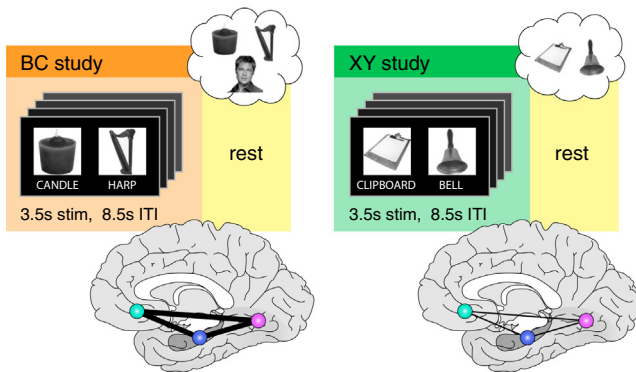 BC study
CANDLE HARP
rest
3.5s stim, 8.5s ITI
XY study
CLIPBOARD BELL
rest
3.5s stim, 8.5s ITI